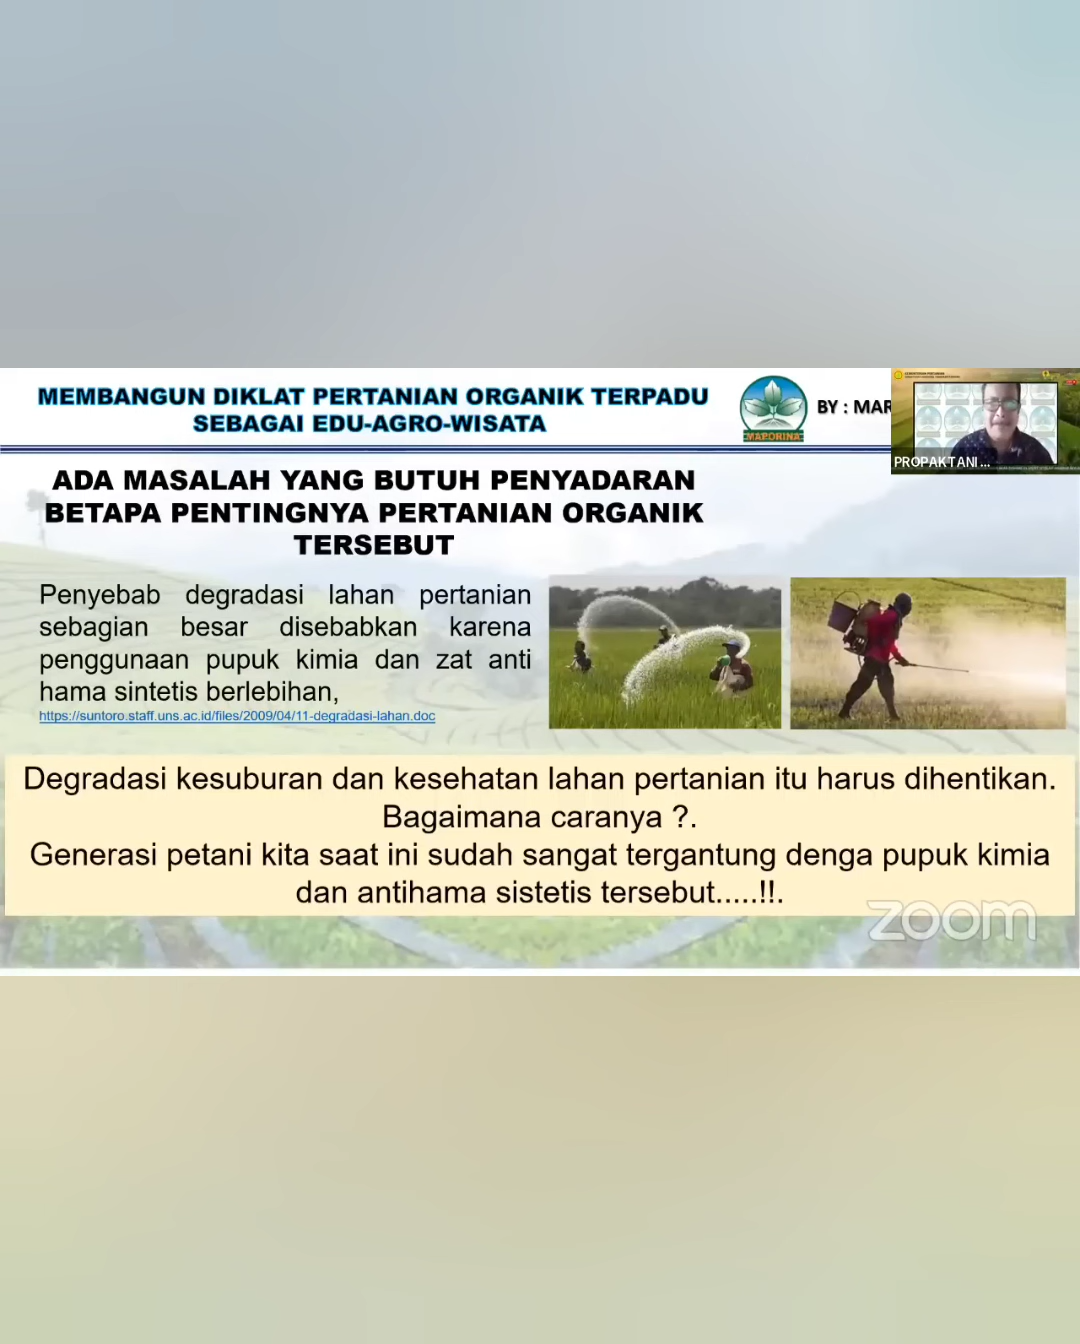 MEMBANGUN DIKLAT PERTANIAN ORGANIK TERPADU
SEBAGAI EDU-AGRO-WISATA
MAPORINA
BY : MAR
PROPAKTANI ...
ADA MASALAH YANG BUTUH PENYADARAN
BETAPA PENTINGNYA PERTANIAN ORGANIK
TERSEBUT
Penyebab degradasi lahan pertanian
sebagian besar disebabkan karena
penggunaan pupuk kimia dan zat anti
hama sintetis berlebihan,
https://suntoro.staff.uns.ac.id/files/2009/04/11-degradasi-lahan.doc
Degradasi kesuburan dan kesehatan lahan pertanian itu harus dihentikan.
Bagaimana caranya ?.
Generasi petani kita saat ini sudah sangat tergantung denga pupuk kimia
dan antihama sistetis tersebut.....!!.
zoom